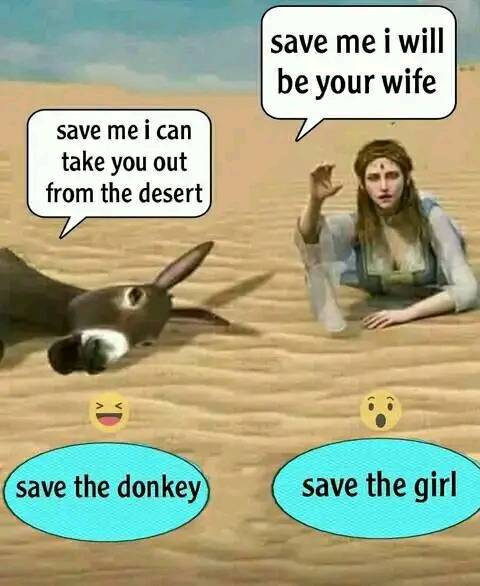 save me i will
be your wife
save me i can
take you out
from the desert
save the donkey
save the girl